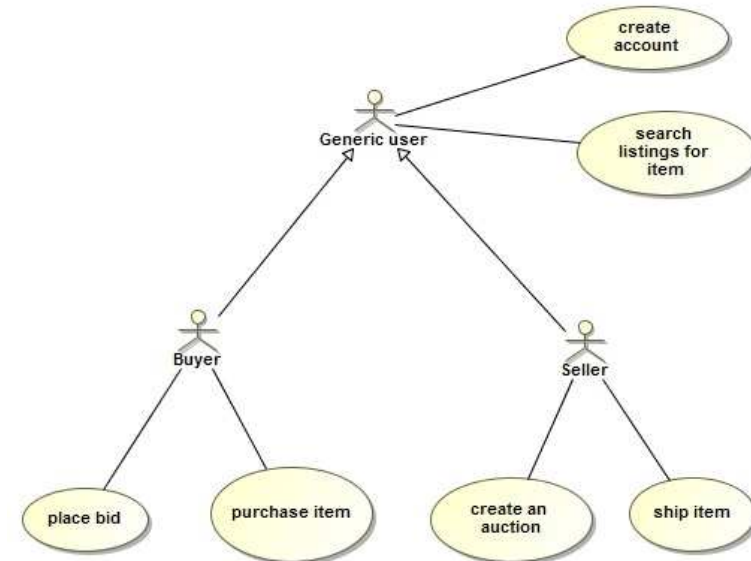 create
account
Generic user
search
listings for
item
Buyer
Seller
place bid
purchase item
create an
auction
ship item